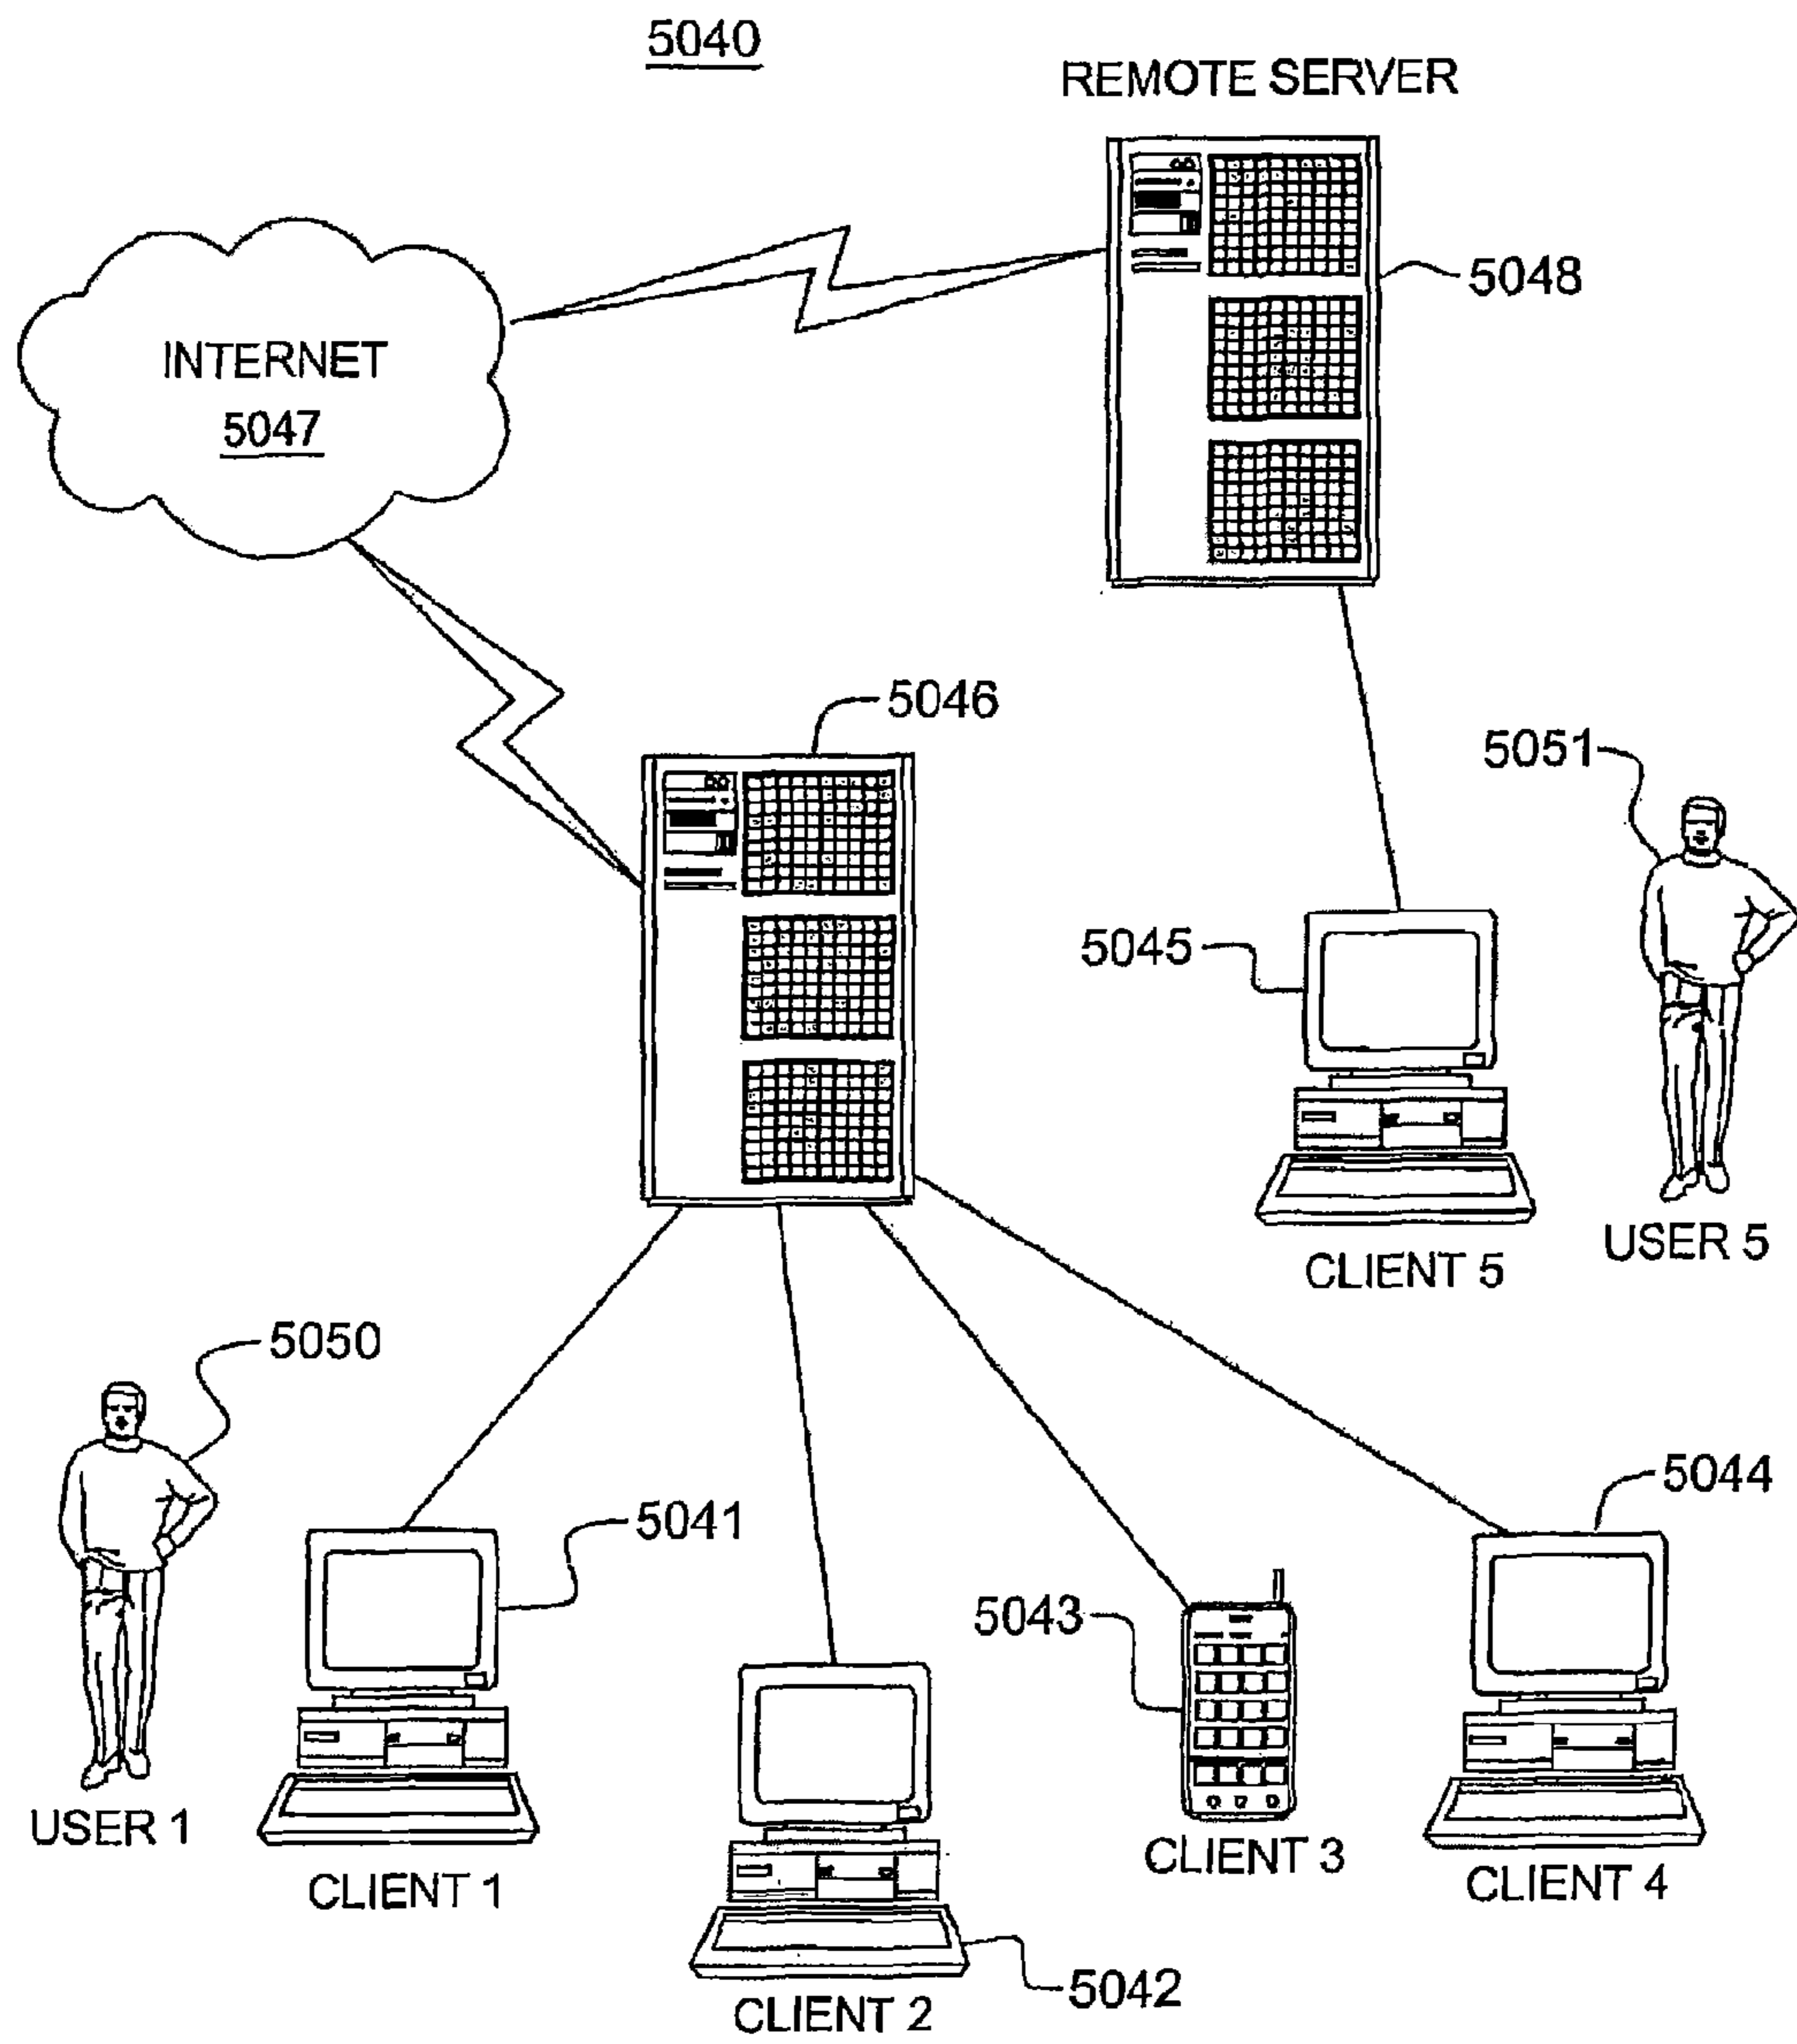 5040
REMOTE SERVER
5048
INTERNET
5047
5046
5051
5045
USER 5
CLIENT 5
5050
5044
5041
5043
USER 1
CLIENT 3
CLIENT 1
CLIENT 4
5042
CLIENT 2